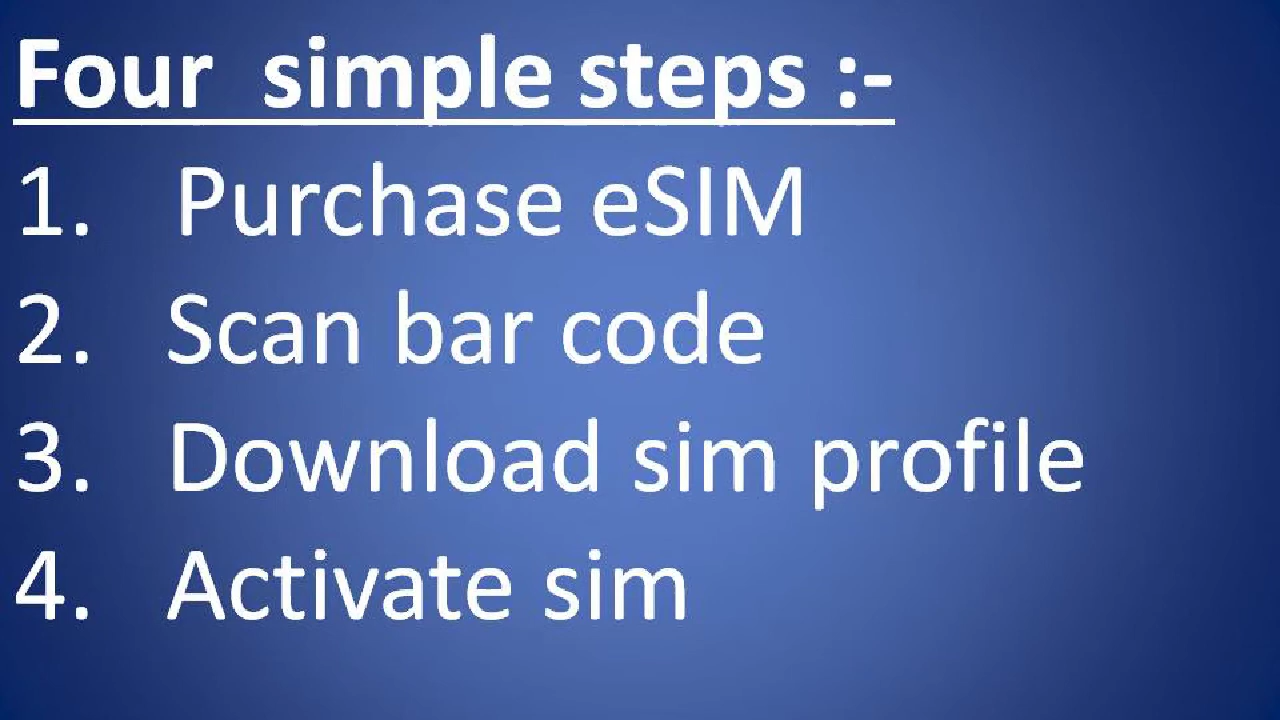 Four simple steps :-
1. Purchase eSIM
2. Scan bar code
3. Download sim profile
4. Activate sim